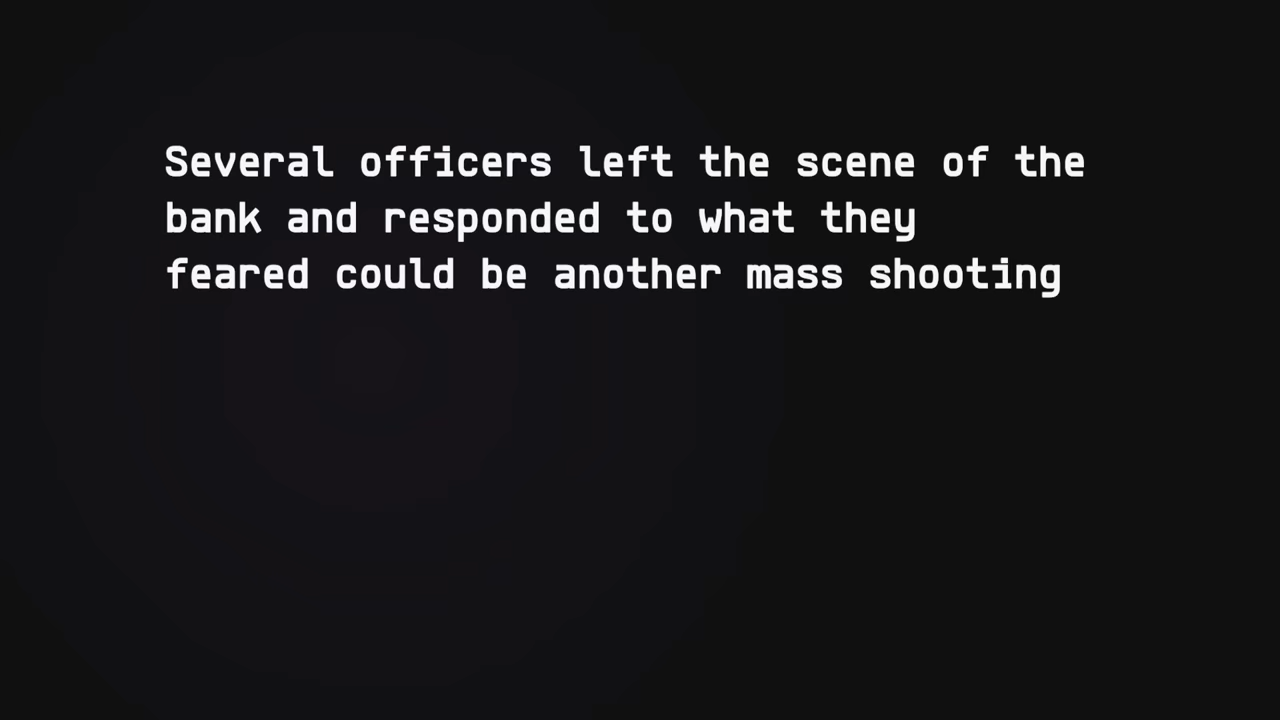 Several officers left the scene of the
bank and responded to what they
feared could be another mass shooting